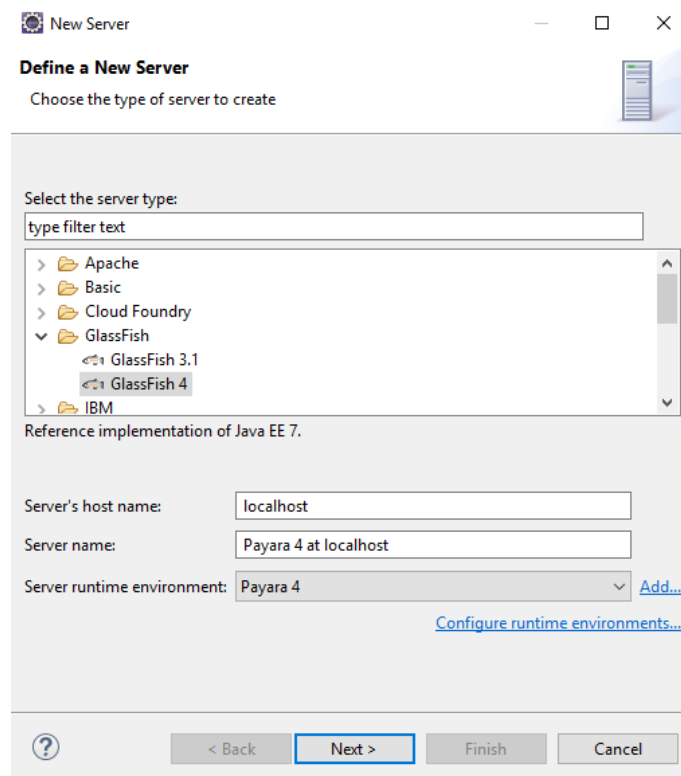 New Server
Define a New Server
Choose the type of server to create
Select the server type:
type filter text
Apache
Basic
Cloud Foundry
GlassFish
GlassFish 3.1
GlassFish 4
IBM
Reference implementation of Java EE 7.
Server's host name: localhost
Server name: Payara 4 at localhost
Server runtime environment: Payara 4 Add...
Configure runtime environments...
? < Back Next > Finish Cancel